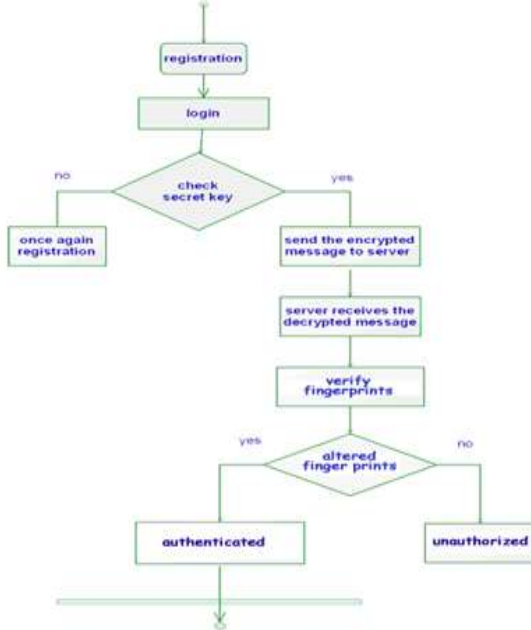 registration
login
no
yes
check
secret key
once again
registration
send the encrypted
message to server
server receives the
decrypted message
verify
fingerprints
yes
no
altered
finger prints
authenticated
unauthorized